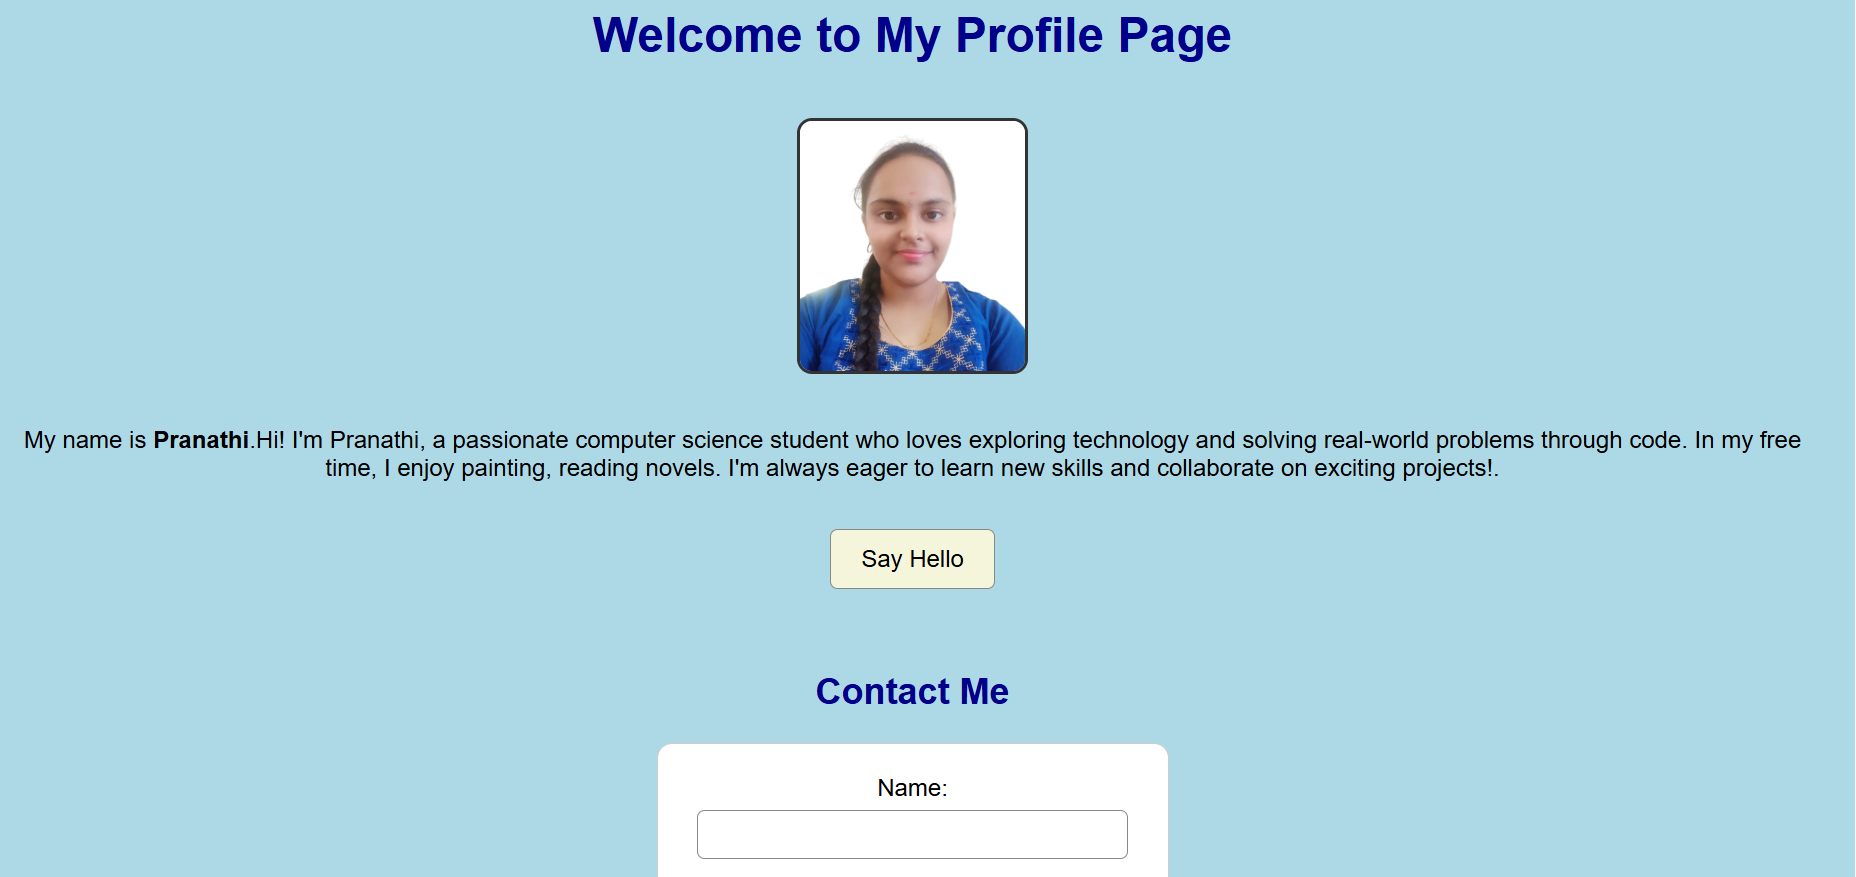 Welcome to My Profile Page
My name is Pranathi.Hi! I'm Pranathi, a passionate computer science student who loves exploring technology and solving real-world problems through code. In my free
time, I enjoy painting, reading novels. I'm always eager to learn new skills and collaborate on exciting projects!.
Say Hello
Contact Me
Name: